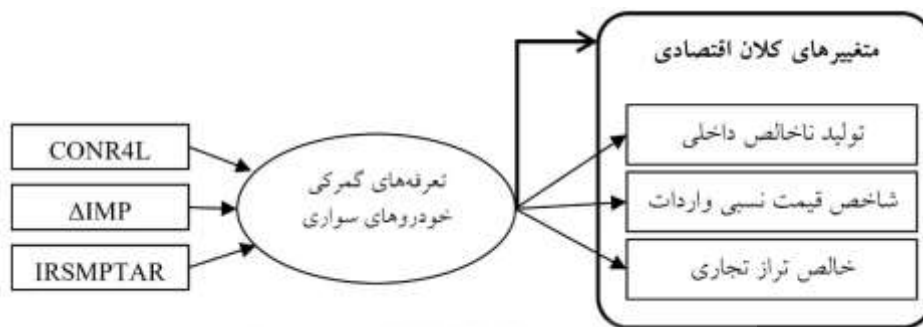 متغییرهای کلان اقتصادی
تولید ناخالص داخلی
شاخص قیمت نسبی واردات
خالص تراز تجاری
تعرفه‌های گمرکی
خودروهای سواری
CONR4L
ΔIMP
IRSMPTAR